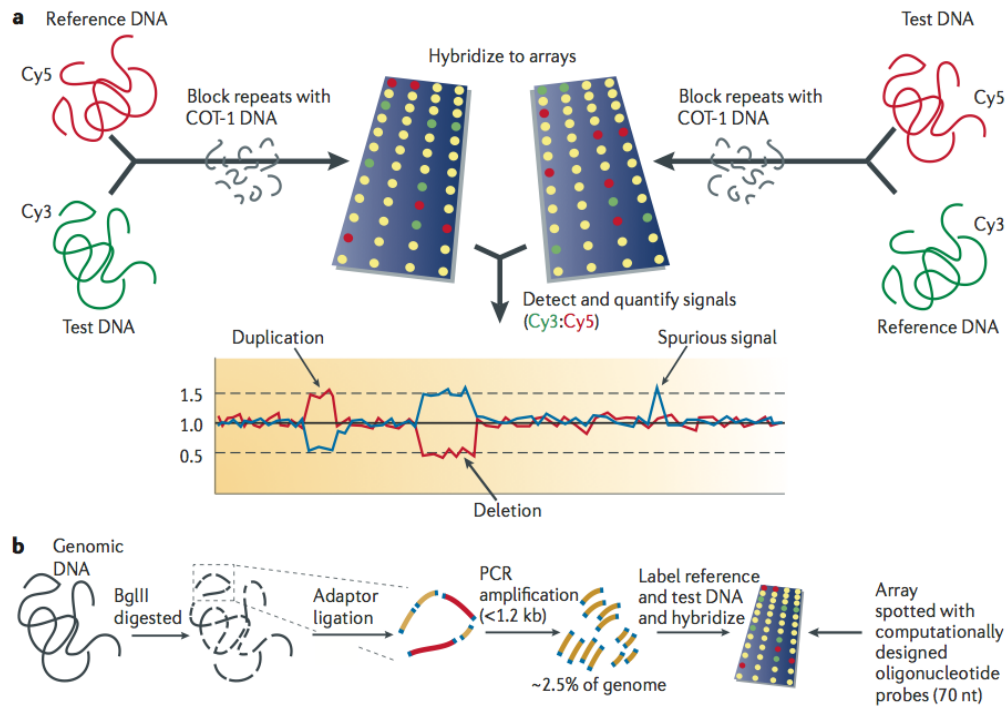 a
Reference DNA
Cy5
Cy3
Test DNA
Block repeats with
COT-1 DNA
Hybridize to arrays
Block repeats with
COT-1 DNA
Test DNA
Cy5
Cy3
Reference DNA
Detect and quantify signals
(Cy3:Cy5)
Duplication
Spurious signal
1.5
1.0
0.5
Deletion
b
Genomic
DNA
BglII
digested
Adaptor
ligation
PCR
amplification
(<1.2 kb)
~2.5% of genome
Label reference
and test DNA
and hybridize
Array
spotted with
computationally
designed
oligonucleotide
probes (70 nt)